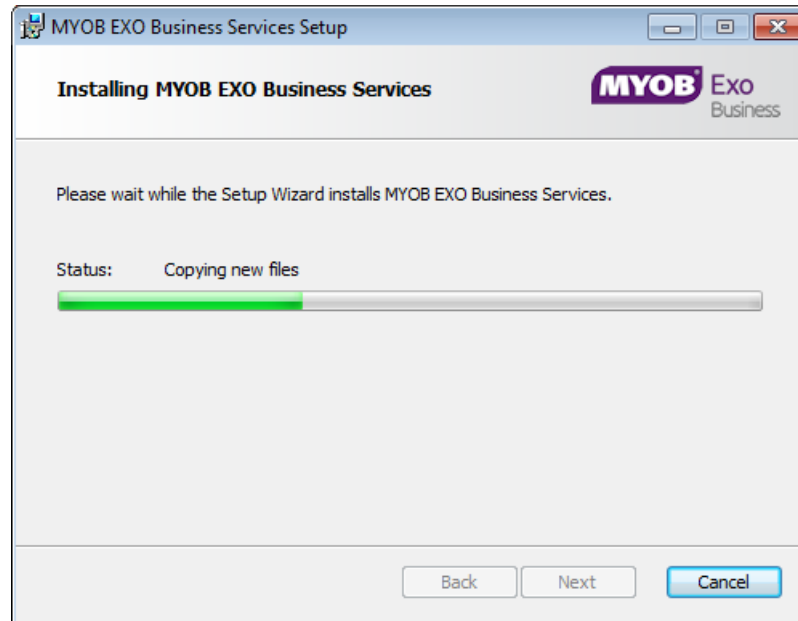 MYOB EXO Business Services Setup
Installing MYOB EXO Business Services
MYOB Exo
Business
Please wait while the Setup Wizard installs MYOB EXO Business Services.
Status: Copying new files
Back Next Cancel